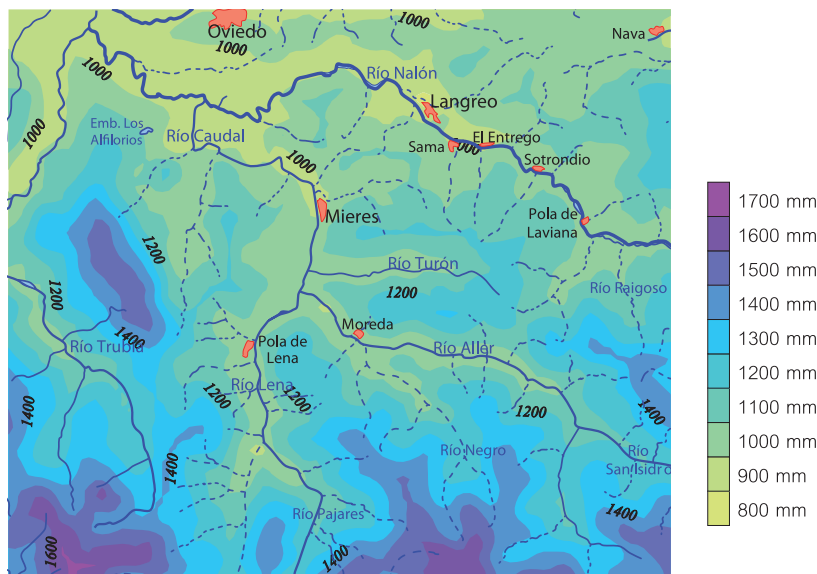 1000
Oviedo
1000
1000
Nava
1000
Río Nalón
1000
Emb. Los
Alfilorios
Río Caudal
Langreo
El Entrego
Sama
000
Sotrondio
1000
Mieres
Pola de
Laviana
1200
Río Turón
1200
Río Raigoso
1200
1400
Río Trubia
Pola de
Lena
Moreda
Río Aller
Río Lena
1200
1200
1200
1400
1400
1400
Río Negro
Río
San Isidro
Río Pajares
1400
1400
1600
1700 mm
1600 mm
1500 mm
1400 mm
1300 mm
1200 mm
1100 mm
1000 mm
900 mm
800 mm